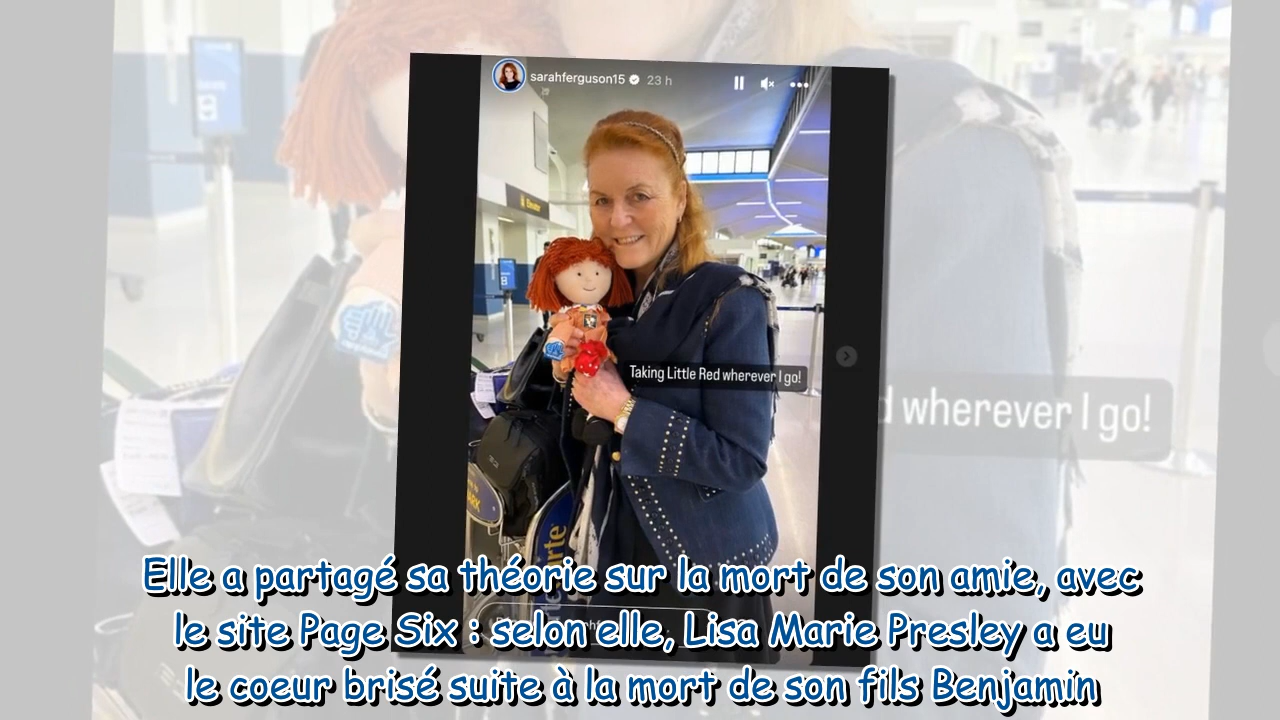 sarahferguson15 23 h
Elevator
Taking Little Red wherever I go!
d wherever I go!
Elle a partagé sa théorie sur la mort de son amie, avec
le site Page Six : selon elle, Lisa Marie Presley a eu
le coeur brisé suite à la mort de son fils Benjamin